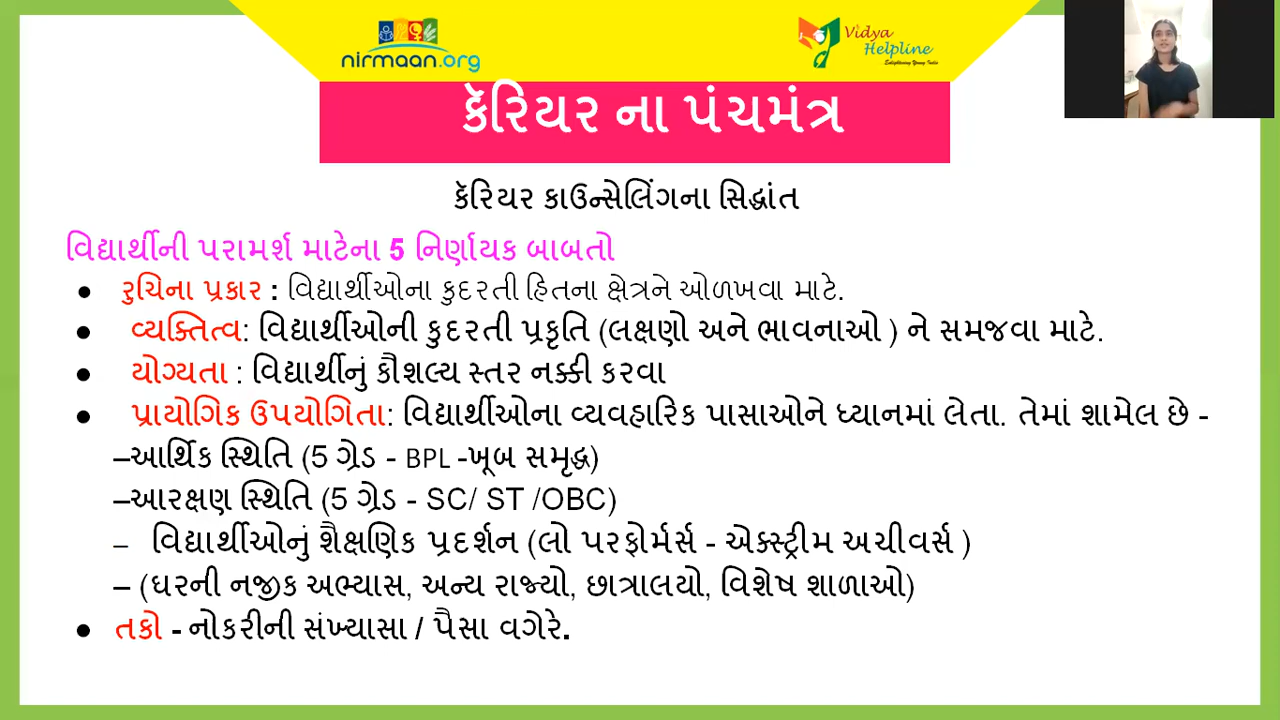 nirmaan.org
Vidya
Helpline
Enlightening Young India
કૅરિયર ના પંચમંત્ર
કૅરિયર કાઉન્સેલિંગના સિદ્ધાંત
વિદ્યાર્થીની પરામર્શ માટેના 5 નિર્ણાયક બાબતો
● રુચિના પ્રકાર : વિદ્યાર્થીઓના કુદરતી હિતના ક્ષેત્રને ઓળખવા માટે.
● વ્યક્તિત્વ: વિદ્યાર્થીઓની કુદરતી પ્રકૃતિ (લક્ષણો અને ભાવનાઓ ) ને સમજવા માટે.
● યોગ્યતા : વિદ્યાર્થીનું કૌશલ્ય સ્તર નક્કી કરવા
● પ્રાયોગિક ઉપયોગિતા: વિદ્યાર્થીઓના વ્યવહારિક પાસાઓને ધ્યાનમાં લેતા. તેમાં શામેલ છે -
–આર્થિક સ્થિતિ (5 ગ્રેડ - BPL -ખૂબ સમૃદ્ધ)
–આરક્ષણ સ્થિતિ (5 ગ્રેડ - SC/ ST /OBC)
– વિદ્યાર્થીઓનું શૈક્ષણિક પ્રદર્શન (લો પરફોર્મર્સ - એક્સ્ટ્રીમ અચીવર્સ )
– (ઘરની નજીક અભ્યાસ, અન્ય રાજ્યો, છાત્રાલયો, વિશેષ શાળાઓ)
● તકો - નોકરીની સંખ્યાસા / પૈસા વગેરે.